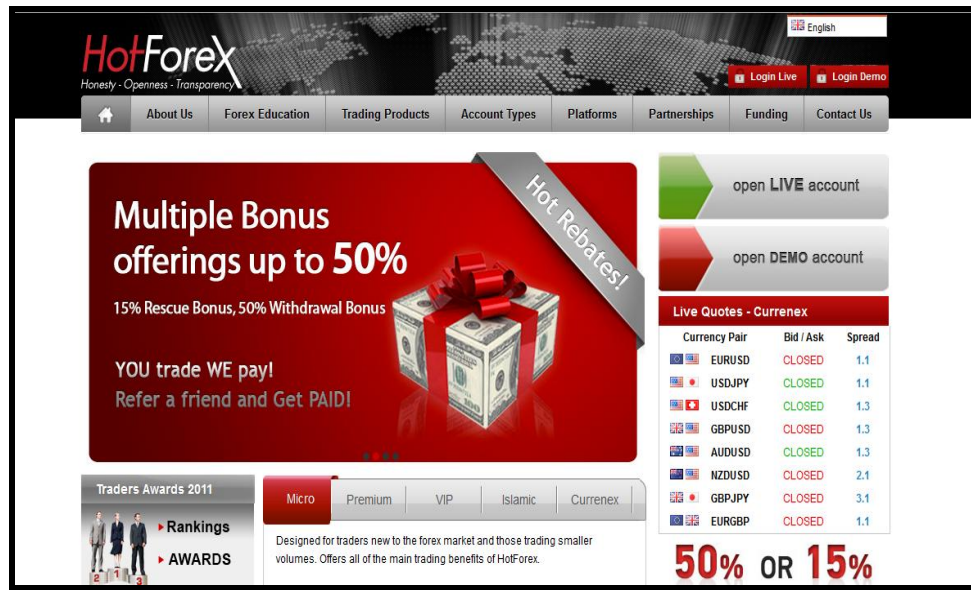 English
HotForex
Honesty - Openness - Transparency
Login Live
Login Demo
About Us
Forex Education
Trading Products
Account Types
Platforms
Partnerships
Funding
Contact Us
Multiple Bonus
offerings up to 50%
15% Rescue Bonus, 50% Withdrawal Bonus
YOU trade WE pay!
Refer a friend and Get PAID!
Hot Rebates!
open LIVE account
open DEMO account
Live Quotes - Currenex
Currency Pair Bid / Ask Spread
EURUSD CLOSED 1.1
USDJPY CLOSED 1.1
USDCHF CLOSED 1.3
GBPUSD CLOSED 1.3
AUDUSD CLOSED 1.3
NZDUSD CLOSED 2.1
GBPJPY CLOSED 3.1
EURGBP CLOSED 1.1
50% OR 15%
Traders Awards 2011
Rankings
AWARDS
2 1 3
Micro
Premium
VIP
Islamic
Currenex
Designed for traders new to the forex market and those trading smaller
volumes. Offers all of the main trading benefits of HotForex.